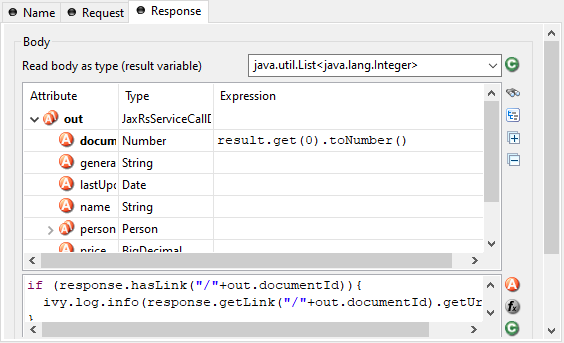 Name Request Response
Body
Read body as type (result variable) java.util.List<java.lang.Integer>
Attribute Type Expression
out JaxRsServiceCallD
docum Number result.get(0).toNumber()
genera String
lastUpd Date
name String
person Person
price BigDecimal
if (response.hasLink("/"+out.documentId)){
ivy.log.info(response.getLink("/"+out.documentId).getUr
}